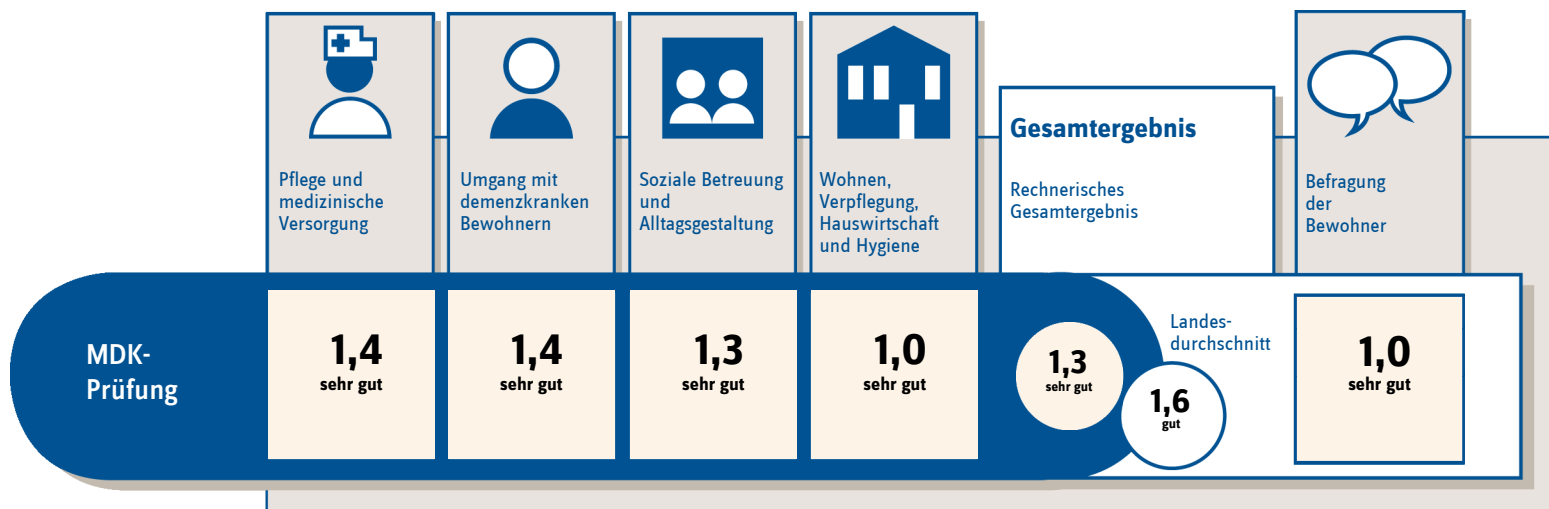 Pflege und
medizinische
Versorgung
Umgang mit
demenzkranken
Bewohnern
Soziale Betreuung
und
Alltagsgestaltung
Wohnen,
Verpflegung,
Hauswirtschaft
und Hygiene
Gesamtergebnis
Rechnerisches
Gesamtergebnis
Befragung
der
Bewohner
MDK-
Prüfung
1,4
sehr gut
1,4
sehr gut
1,3
sehr gut
1,0
sehr gut
1,3
sehr gut
Landes-
durchschnitt
1,6
gut
1,0
sehr gut